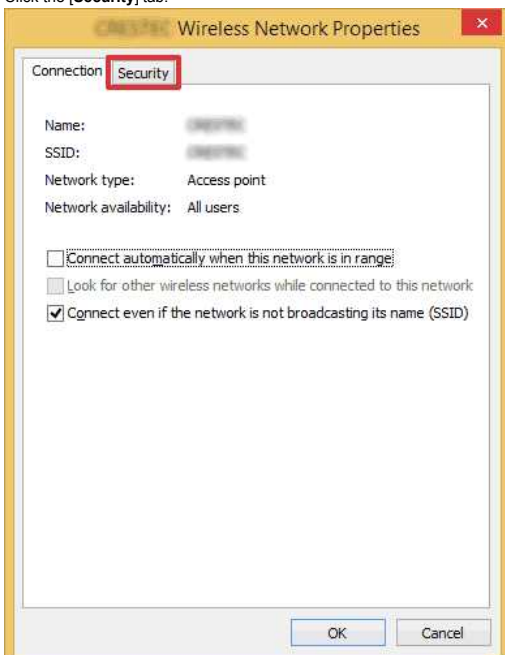 Click the [Security] tab.
Wireless Network Properties
Connection Security
Name:
SSID:
Network type: Access point
Network availability: All users
Connect automatically when this network is in range
Look for other wireless networks while connected to this network
Connect even if the network is not broadcasting its name (SSID)
OK Cancel